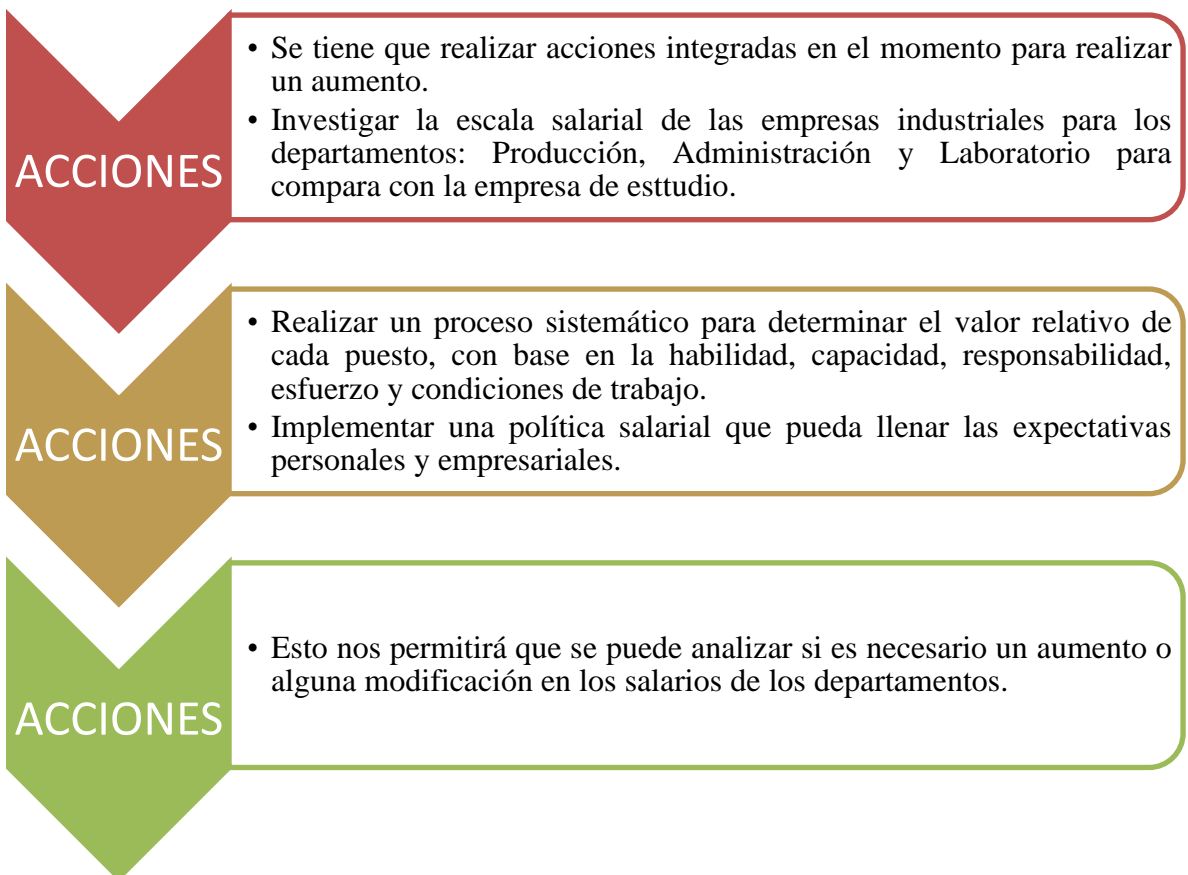 ACCIONES
• Se tiene que realizar acciones integradas en el momento para realizar
un aumento.
• Investigar la escala salarial de las empresas industriales para los
departamentos: Producción, Administración y Laboratorio para
compara con la empresa de esttudio.
ACCIONES
• Realizar un proceso sistemático para determinar el valor relativo de
cada puesto, con base en la habilidad, capacidad, responsabilidad,
esfuerzo y condiciones de trabajo.
• Implementar una política salarial que pueda llenar las expectativas
personales y empresariales.
ACCIONES
• Esto nos permitirá que se puede analizar si es necesario un aumento o
alguna modificación en los salarios de los departamentos.